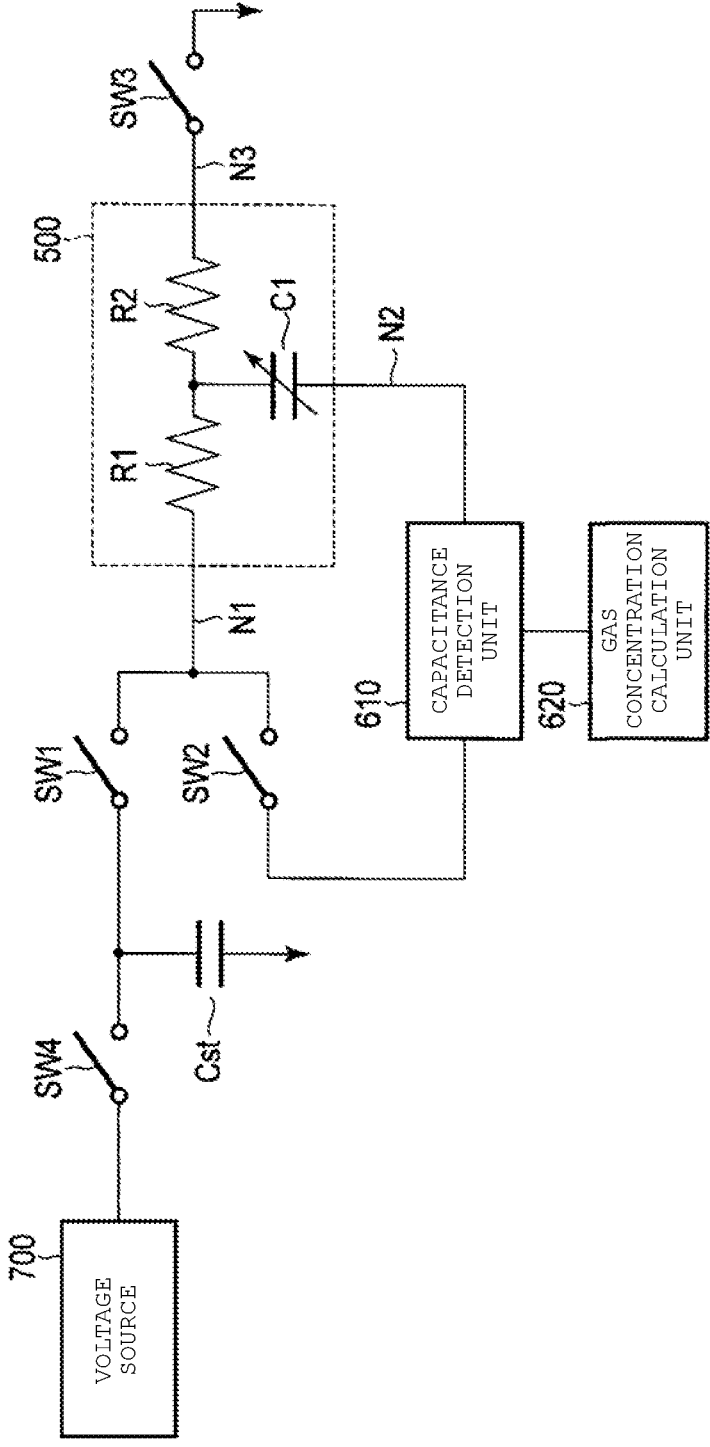 700
VOLTAGE
SOURCE
SW4
Cst
SW1
SW2
N1
500
R1
R2
C1
N3
SW3
N2
610
CAPACITANCE
DETECTION
UNIT
620
GAS
CONCENTRATION
CALCULATION
UNIT